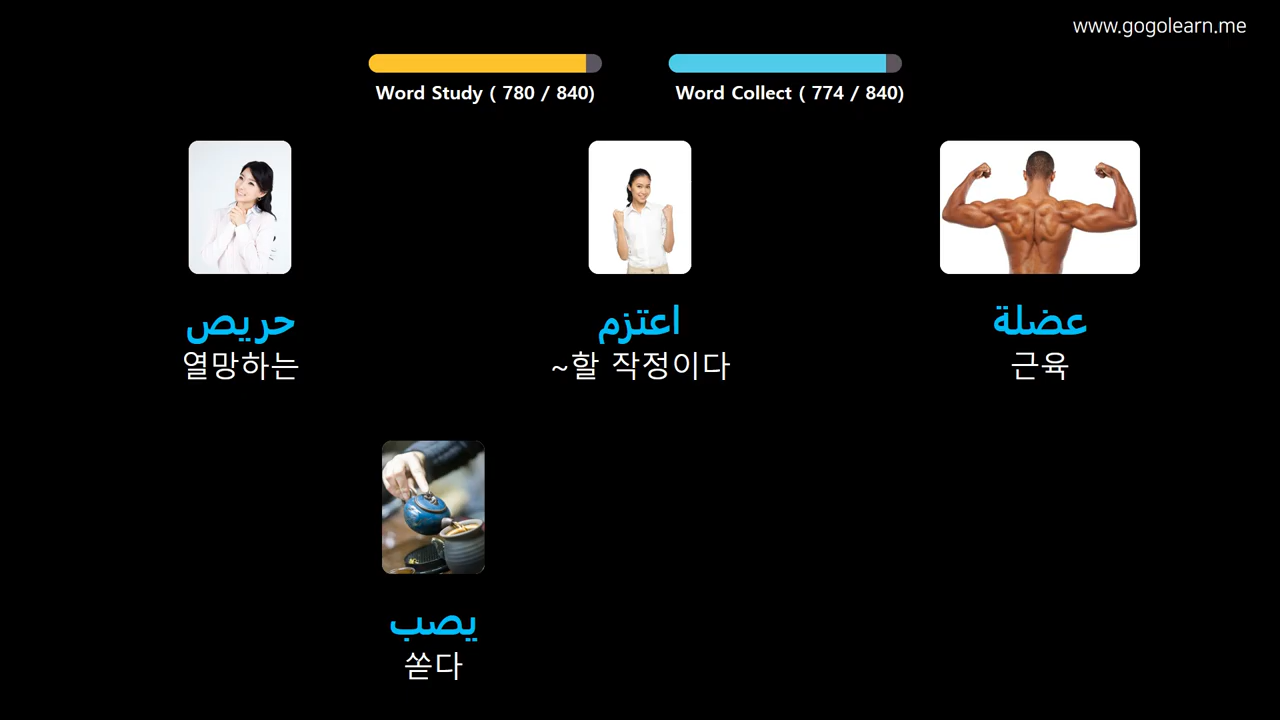 www.gogolearn.me
Word Study ( 780 / 840)
Word Collect ( 774 / 840)
حريص
열망하는
اعتزم
~할 작정이다
عضلة
근육
يصب
쏟다